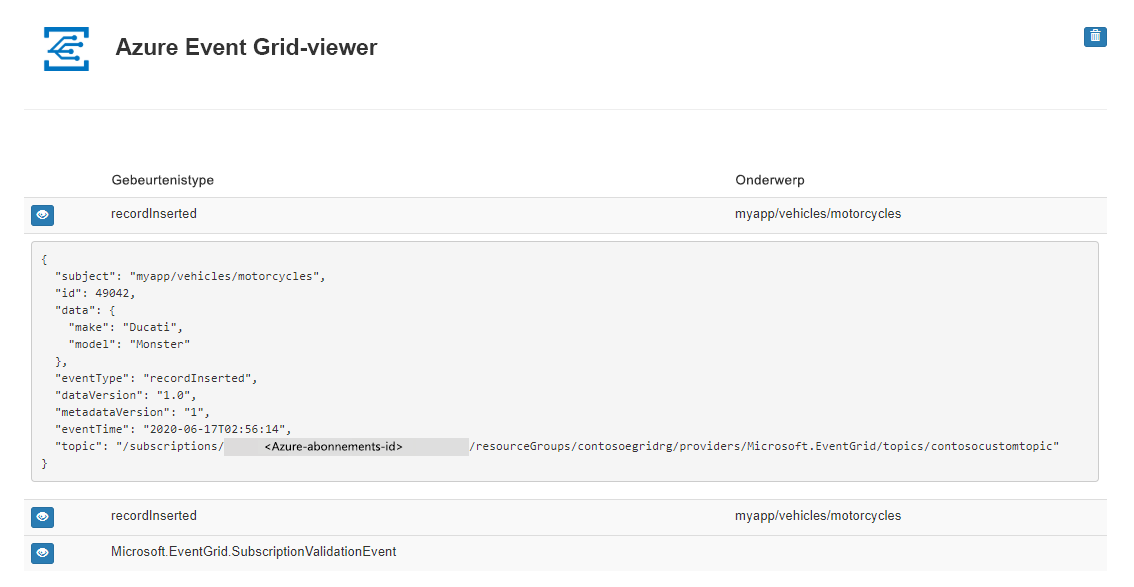 Azure Event Grid-viewer
Gebeurtenistype Onderwerp
recordInserted myapp/vehicles/motorcycles
{
"subject": "myapp/vehicles/motorcycles",
"id": 49042,
"data": {
"make": "Ducati",
"model": "Monster"
},
"eventType": "recordInserted",
"dataVersion": "1.0",
"metadataVersion": "1",
"eventTime": "2020-06-17T02:56:14",
"topic": "/subscriptions/ <Azure-abonnements-id> /resourceGroups/contosoegridrg/providers/Microsoft.EventGrid/topics/contosocustomtopic"
}
recordInserted myapp/vehicles/motorcycles
Microsoft.EventGrid.SubscriptionValidationEvent